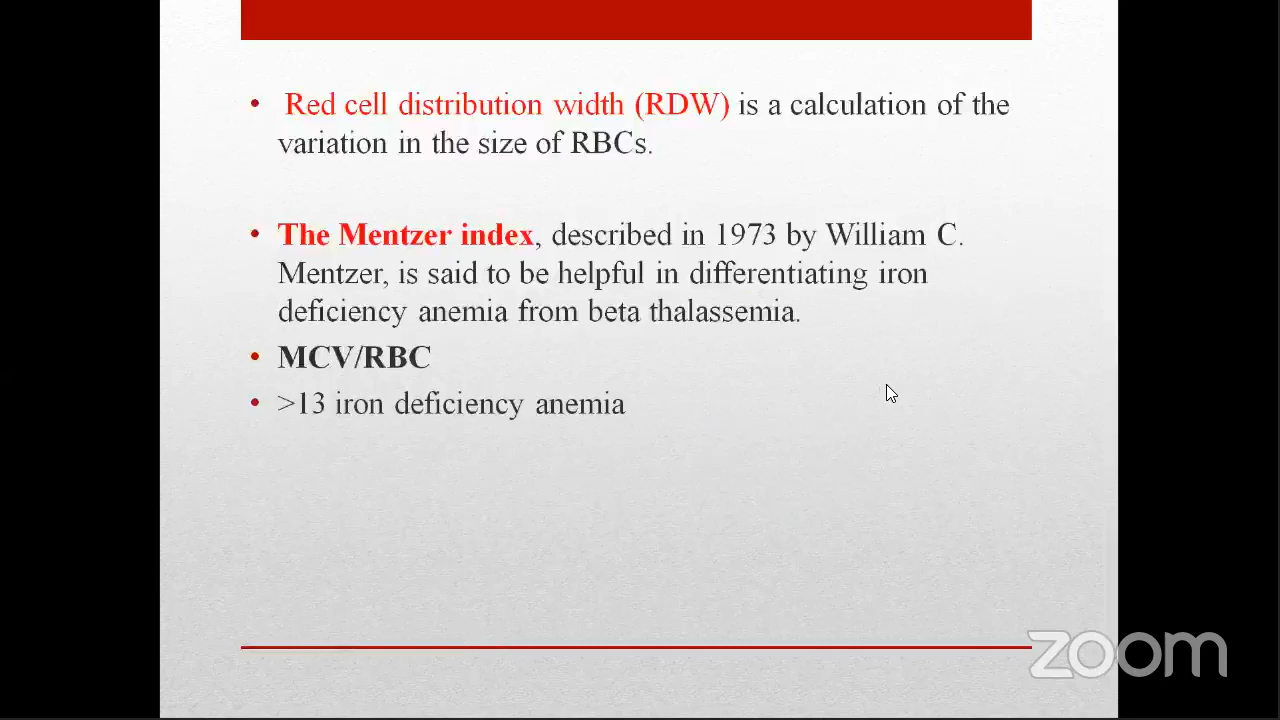 • Red cell distribution width (RDW) is a calculation of the
variation in the size of RBCs.
• The Mentzer index, described in 1973 by William C.
Mentzer, is said to be helpful in differentiating iron
deficiency anemia from beta thalassemia.
• MCV/RBC
• >13 iron deficiency anemia
zoom